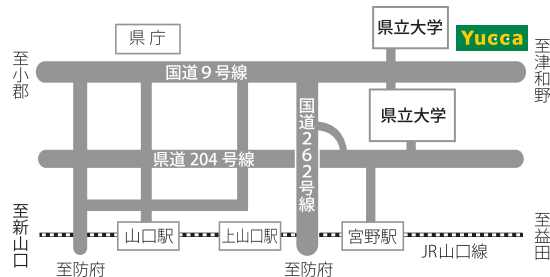 県庁
県立大学
Yucca
至小郡
国道9号線
至津和野
国道262号線
県立大学
県道204号線
至新山口
山口駅
上山口駅
宮野駅
JR山口線
至益田
至防府
至防府